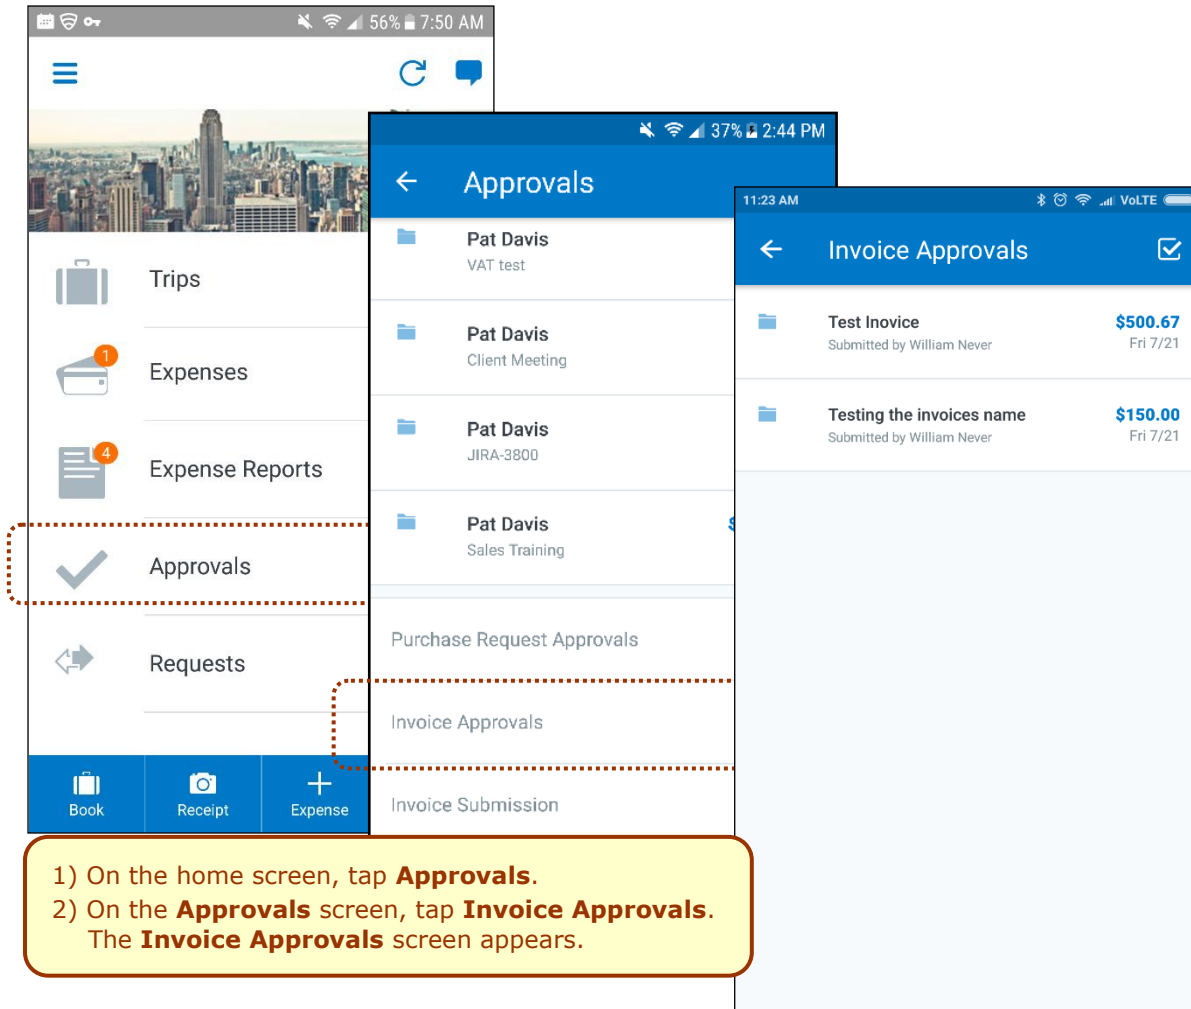 56% 7:50 AM
Trips
1
Expenses
4
Expense Reports
Approvals
Requests
Book
Receipt
Expense
37% 2:44 PM
Approvals
Pat Davis
VAT test
Pat Davis
Client Meeting
Pat Davis
JIRA-3800
Pat Davis
$
Sales Training
Purchase Request Approvals
Invoice Approvals
Invoice Submission
11:23 AM VoLTE
Invoice Approvals
Test Inovice $500.67
Submitted by William Never Fri 7/21
Testing the invoices name $150.00
Submitted by William Never Fri 7/21
1) On the home screen, tap Approvals.
2) On the Approvals screen, tap Invoice Approvals.
The Invoice Approvals screen appears.